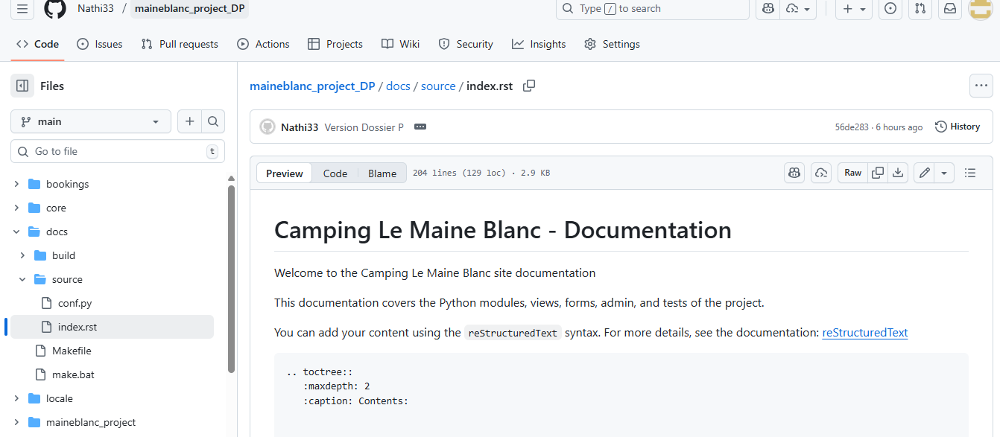 Nathi33 / maineblanc_project_DP
Type / to search
Code
Issues
Pull requests
Actions
Projects
Wiki
Security
Insights
Settings
Files
main
Go to file
t
bookings
core
docs
build
source
conf.py
index.rst
Makefile
make.bat
locale
maineblanc_project
maineblanc_project_DP / docs / source / index.rst
Nathi33 Version Dossier P
56de283 · 6 hours ago
History
Preview
Code
Blame
204 lines (129 loc) · 2.9 KB
Raw
Camping Le Maine Blanc - Documentation
Welcome to the Camping Le Maine Blanc site documentation
This documentation covers the Python modules, views, forms, admin, and tests of the project.
You can add your content using the reStructuredText syntax. For more details, see the documentation: reStructuredText
.. toctree::
:maxdepth: 2
:caption: Contents: